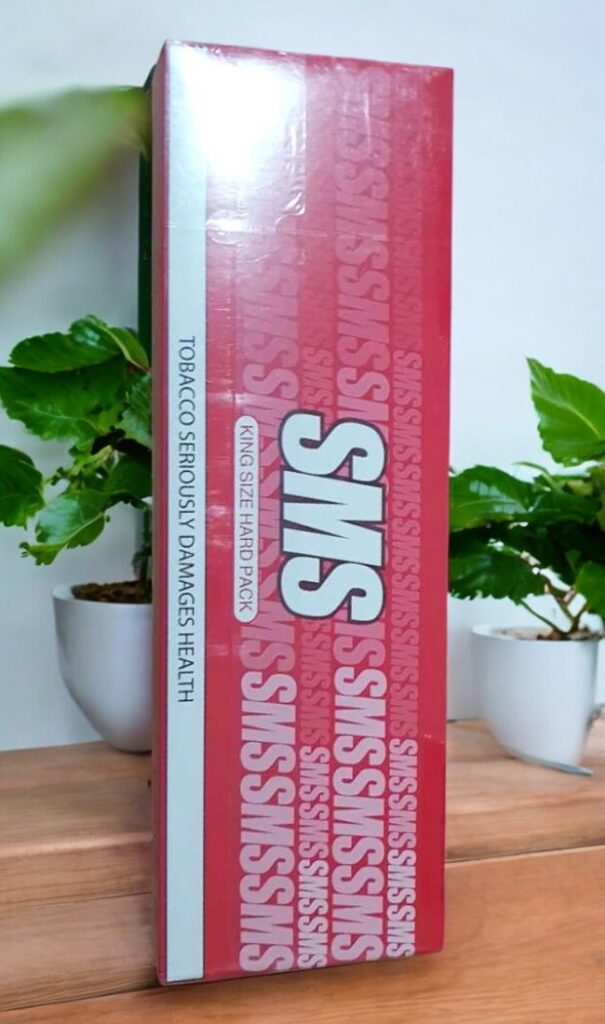 SMS
KING SIZE HARD PACK
TOBACCO SERIOUSLY DAMAGES HEALTH